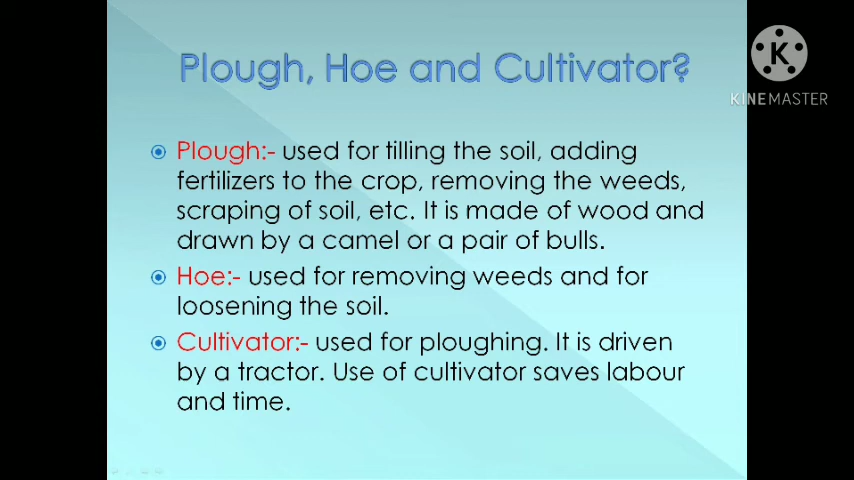 Plough, Hoe and Cultivator?
K
KINEMASTER
Plough:- used for tilling the soil, adding
fertilizers to the crop, removing the weeds,
scraping of soil, etc. It is made of wood and
drawn by a camel or a pair of bulls.
Hoe:- used for removing weeds and for
loosening the soil.
Cultivator:- used for ploughing. It is driven
by a tractor. Use of cultivator saves labour
and time.